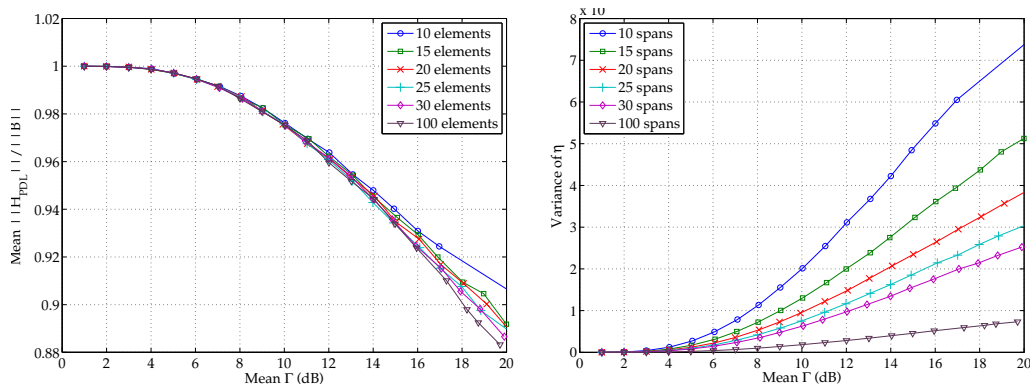 1.02
1
0.98
0.96
0.94
0.92
0.9
0.88
Mean ||H_PDL||/||B||
10 elements
15 elements
20 elements
25 elements
30 elements
100 elements
0 2 4 6 8 10 12 14 16 18 20
Mean Γ (dB)
x 10
8
7
6
5
4
3
2
1
0
Variance of η
10 spans
15 spans
20 spans
25 spans
30 spans
100 spans
0 2 4 6 8 10 12 14 16 18 20
Mean Γ (dB)